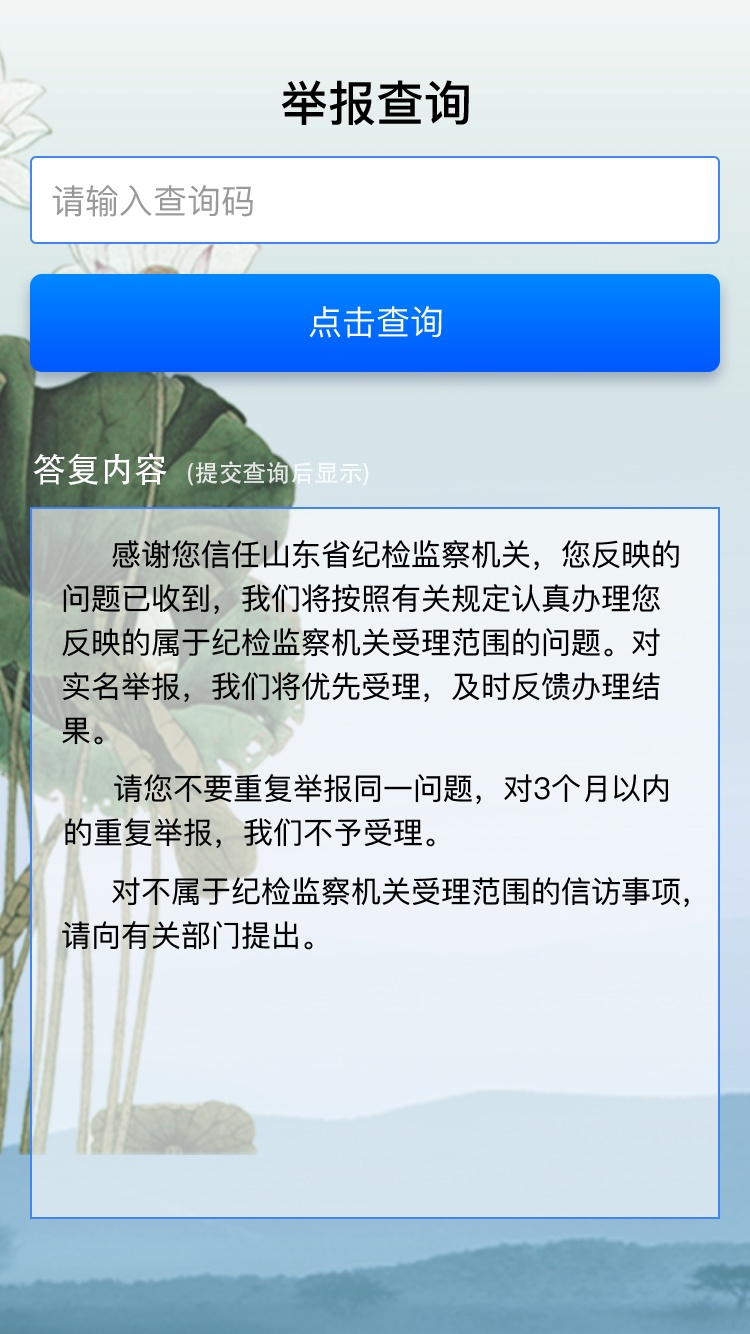 举报查询
请输入查询码
点击查询
答复内容 (提交查询后显示)
感谢您信任山东省纪检监察机关，您反映的
问题已收到，我们将按照有关规定认真办理您
反映的属于纪检监察机关受理范围的问题。对
实名举报，我们将优先受理，及时反馈办理结
果。
请您不要重复举报同一问题，对3个月以内
的重复举报，我们不予受理。
对不属于纪检监察机关受理范围的信访事项，
请向有关部门提出。